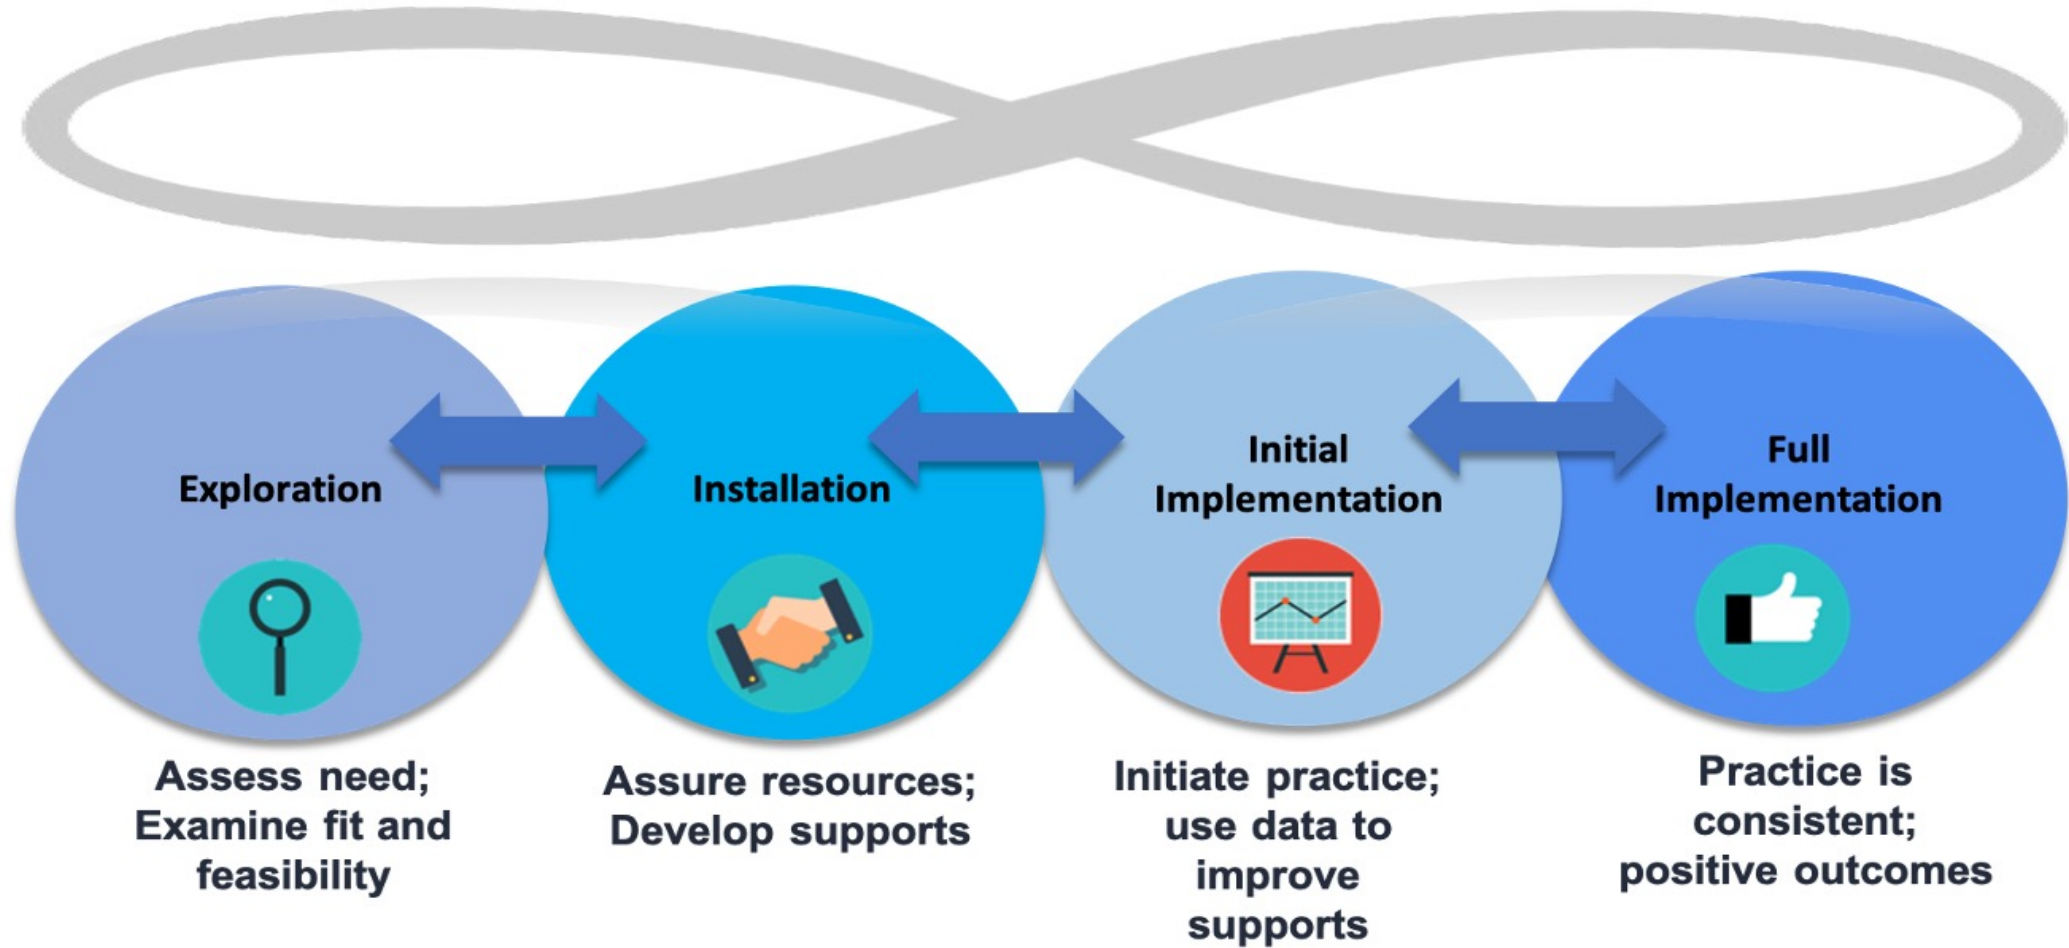 Exploration
Installation
Initial
Implementation
Full
Implementation
Assess need;
Examine fit and
feasibility
Assure resources;
Develop supports
Initiate practice;
use data to
improve
supports
Practice is
consistent;
positive outcomes